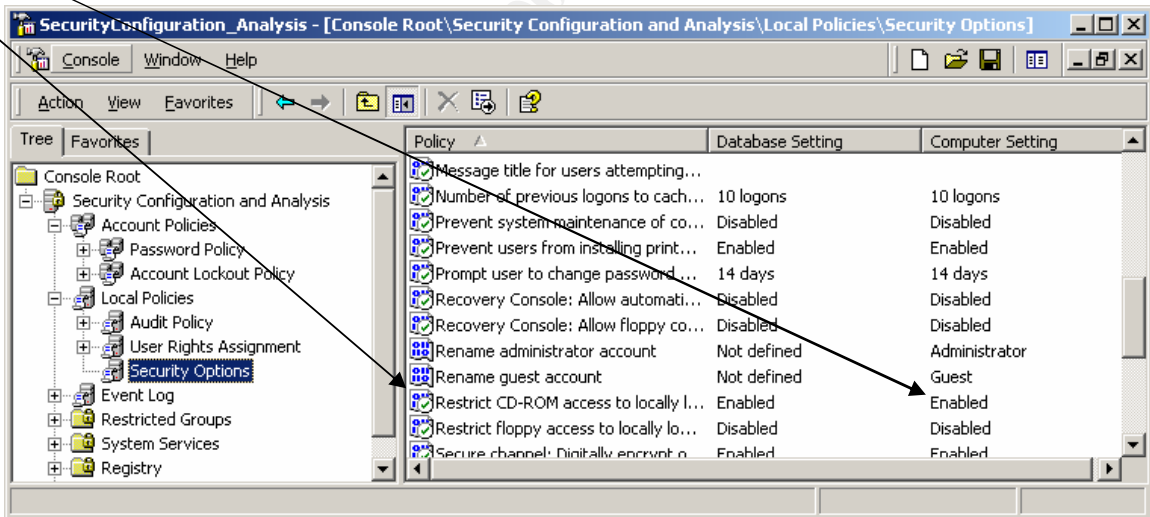 SecurityConfiguration_Analysis - [Console Root\Security Configuration and Analysis\Local Policies\Security Options]
Console Window Help
Action View Favorites
Tree Favorites
Policy Database Setting Computer Setting
Console Root
Security Configuration and Analysis
Account Policies
Password Policy
Account Lockout Policy
Local Policies
Audit Policy
User Rights Assignment
Security Options
Event Log
Restricted Groups
System Services
Registry
Message title for users attempting...
Number of previous logons to cach... 10 logons 10 logons
Prevent system maintenance of co... Disabled Disabled
Prevent users from installing print... Enabled Enabled
Prompt user to change password ... 14 days 14 days
Recovery Console: Allow automati... Disabled Disabled
Recovery Console: Allow floppy co... Disabled Disabled
Rename administrator account Not defined Administrator
Rename guest account Not defined Guest
Restrict CD-ROM access to locally l... Enabled Enabled
Restrict floppy access to locally lo... Disabled Disabled
Secure channel: Digitally encrypt o... Enabled Enabled